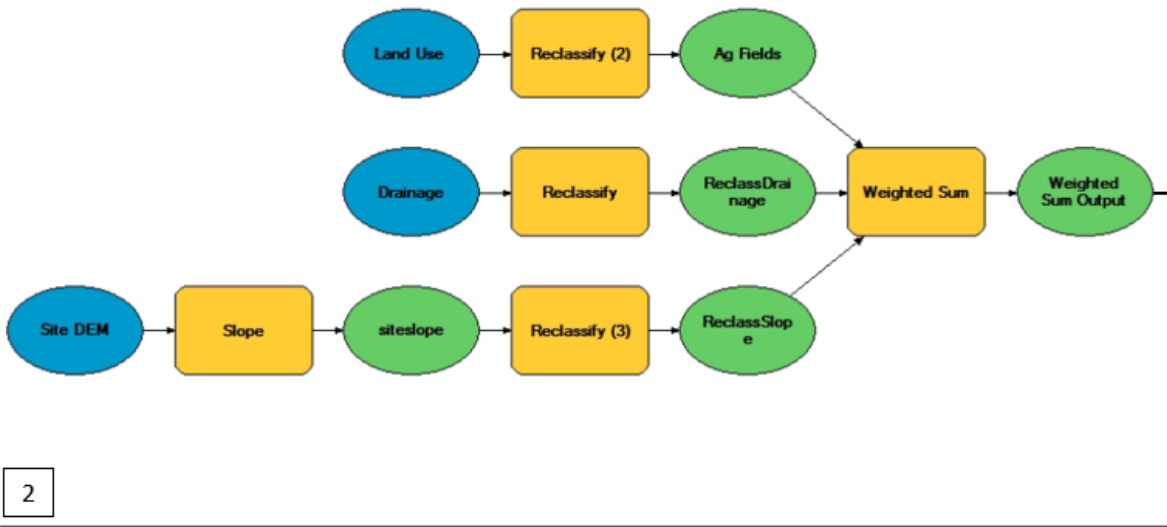 Land Use
Reclassify (2)
Ag Fields
Drainage
Reclassify
ReclassDrai
nage
Weighted Sum
Weighted
Sum Output
Site DEM
Slope
siteslope
Reclassify (3)
ReclassSlop
e
2